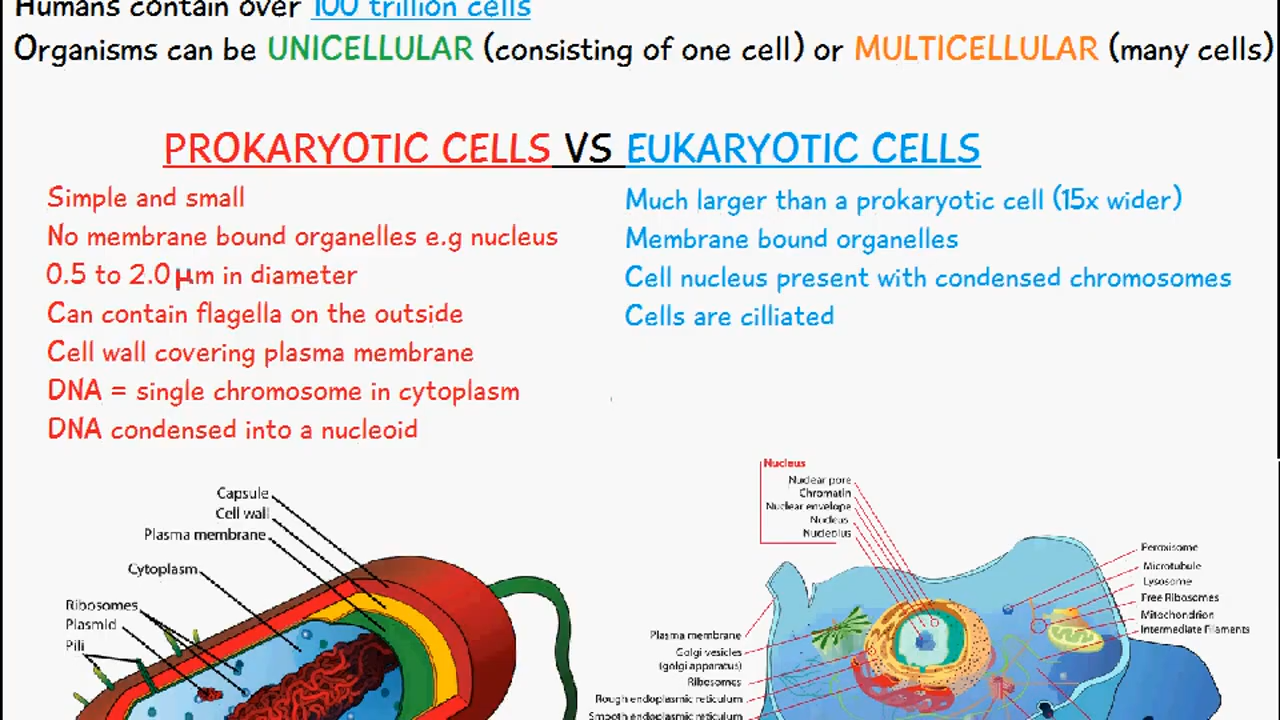 Humans contain over 100 trillion cells
Organisms can be UNICELLULAR (consisting of one cell) or MULTICELLULAR (many cells)
PROKARYOTIC CELLS VS EUKARYOTIC CELLS
Simple and small
No membrane bound organelles e.g nucleus
0.5 to 2.0 μm in diameter
Can contain flagella on the outside
Cell wall covering plasma membrane
DNA = single chromosome in cytoplasm
DNA condensed into a nucleoid
Much larger than a prokaryotic cell (15x wider)
Membrane bound organelles
Cell nucleus present with condensed chromosomes
Cells are cilliated
Capsule
Cell wall
Plasma membrane
Cytoplasm
Ribosomes
Plasmid
Pili
Nucleus
Nuclear pore
Chromatin
Nuclear envelope
Nucleus
Nucleolus
Plasma membrane
Golgi vesicles
(golgi apparatus)
Ribosomes
Rough endoplasmic reticulum
Smooth endoplasmic reticulum
Peroxisome
Microtubule
Lysosome
Free Ribosomes
Mitochondrion
Intermediate filaments